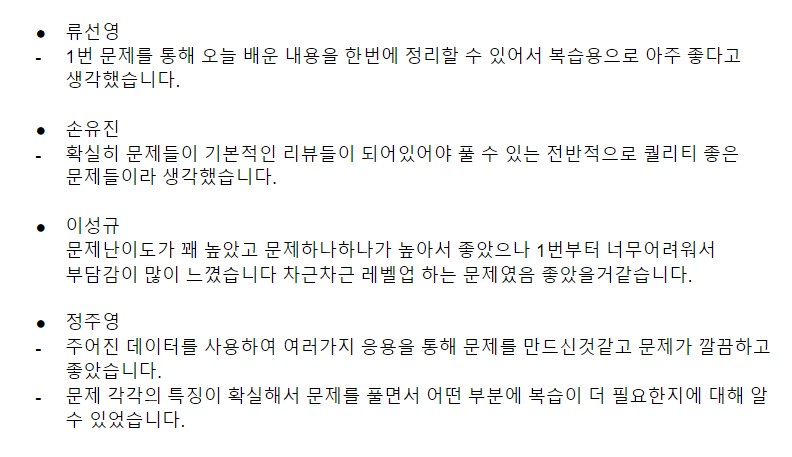 ● 류선영
- 1번 문제를 통해 오늘 배운 내용을 한번에 정리할 수 있어서 복습용으로 아주 좋다고
생각했습니다.
● 손유진
- 확실히 문제들이 기본적인 리뷰들이 되어있어야 풀 수 있는 전반적으로 퀄리티 좋은
문제들이라 생각했습니다.
● 이성규
문제난이도가 꽤 높았고 문제하나하나가 높아서 좋았으나 1번부터 너무어려워서
부담감이 많이 느꼈습니다 차근차근 레벨업 하는 문제였음 좋았을거같습니다.
● 정주영
- 주어진 데이터를 사용하여 여러가지 응용을 통해 문제를 만드신것같고 문제가 깔끔하고
좋았습니다.
- 문제 각각의 특징이 확실해서 문제를 풀면서 어떤 부분에 복습이 더 필요한지에 대해 알
수 있었습니다.